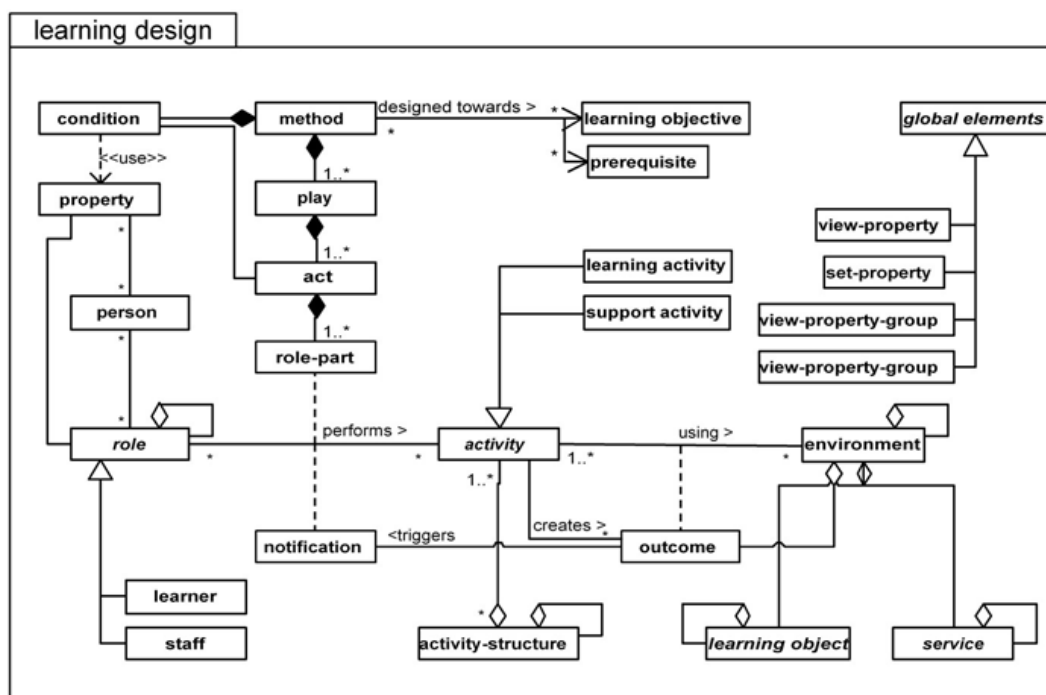 learning design
condition
method
designed towards >
*
*
learning objective
global elements
<<use>>
*
prerequisite
1..*
property
play
*
view-property
1..*
learning activity
act
set-property
*
person
support activity
view-property-group
*
1..*
role-part
view-property-group
*
role
performs >
activity
using >
environment
*
*
1..*
*
1..*
notification
<triggers
creates >
*
outcome
learner
*
staff
activity-structure
learning object
service